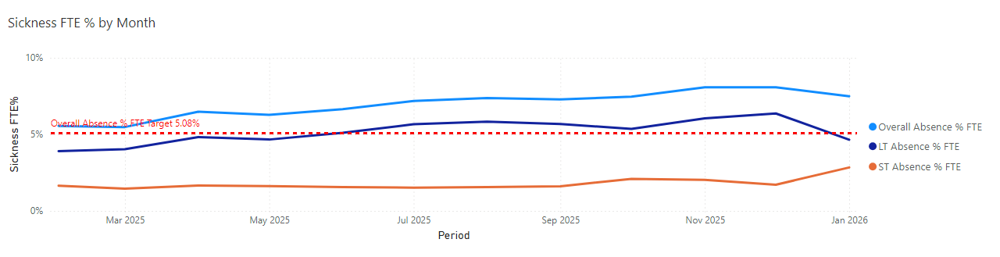 Sickness FTE % by Month
10%
Overall Absence % FTE Target 5.08%
5%
0%
Sickness FTE%
Mar 2025
May 2025
Jul 2025
Sep 2025
Nov 2025
Jan 2026
Period
Overall Absence % FTE
LT Absence % FTE
ST Absence % FTE